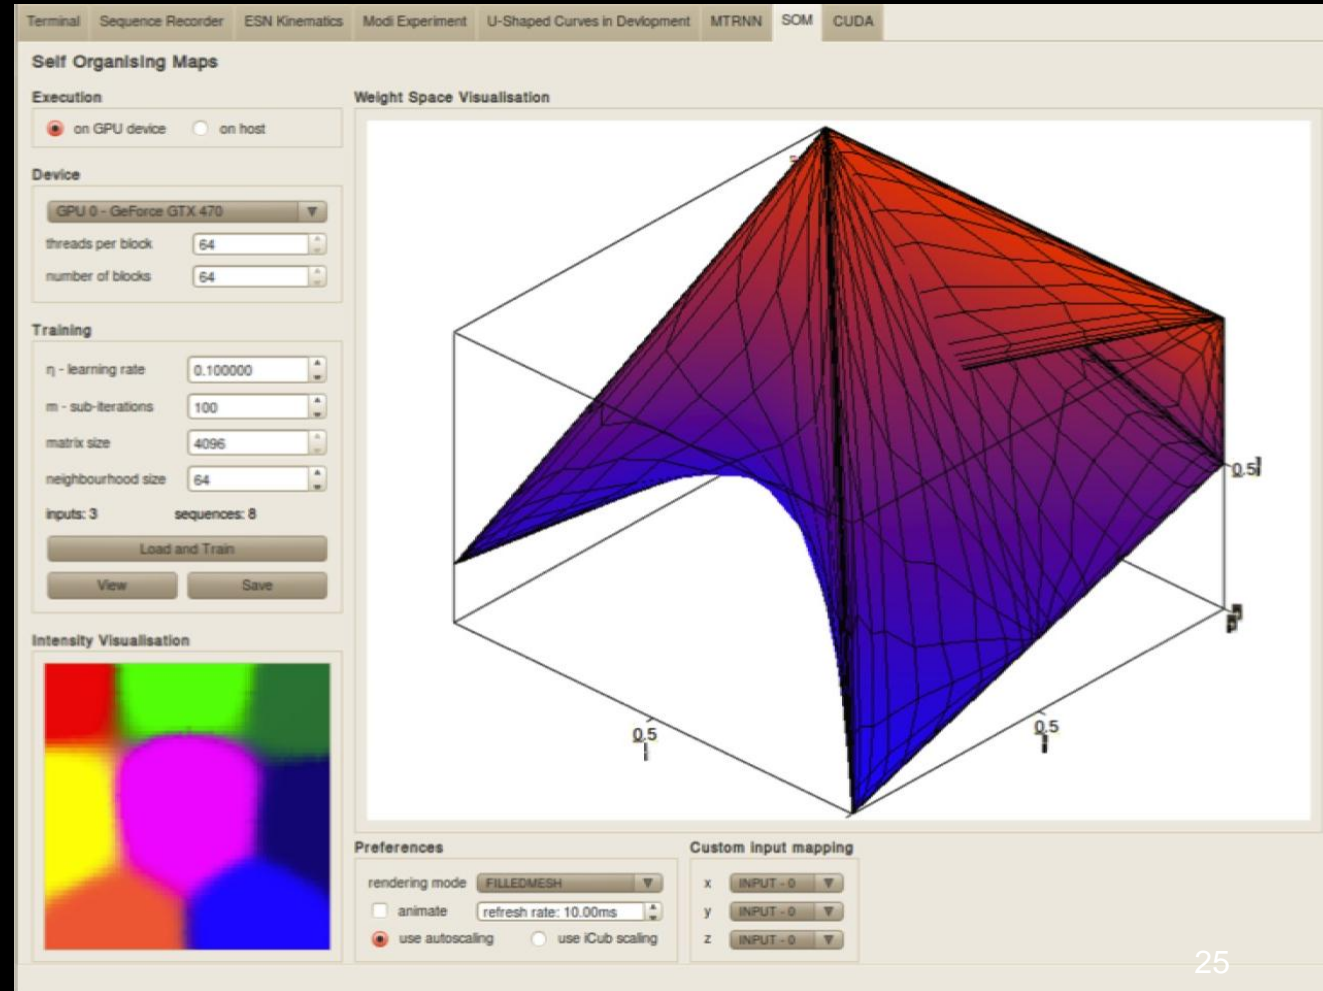 Terminal Sequence Recorder ESN Kinematics Modi Experiment U-Shaped Curves in Devlopment MTRNN SOM CUDA
Self Organising Maps
Execution
on GPU device on host
Device
GPU 0 - GeForce GTX 470
threads per block 64
number of blocks 64
Training
η - learning rate 0.100000
m - sub-iterations 100
matrix size 4096
neighbourhood size 64
inputs: 3 sequences: 8
Load and Train
View Save
Intensity Visualisation
Weight Space Visualisation
0.5
0.5
0.5
Preferences
rendering mode FILLEDMESH
animate refresh rate: 10.00ms
use autoscaling use iCub scaling
Custom input mapping
x INPUT - 0
y INPUT - 0
z INPUT - 0
25